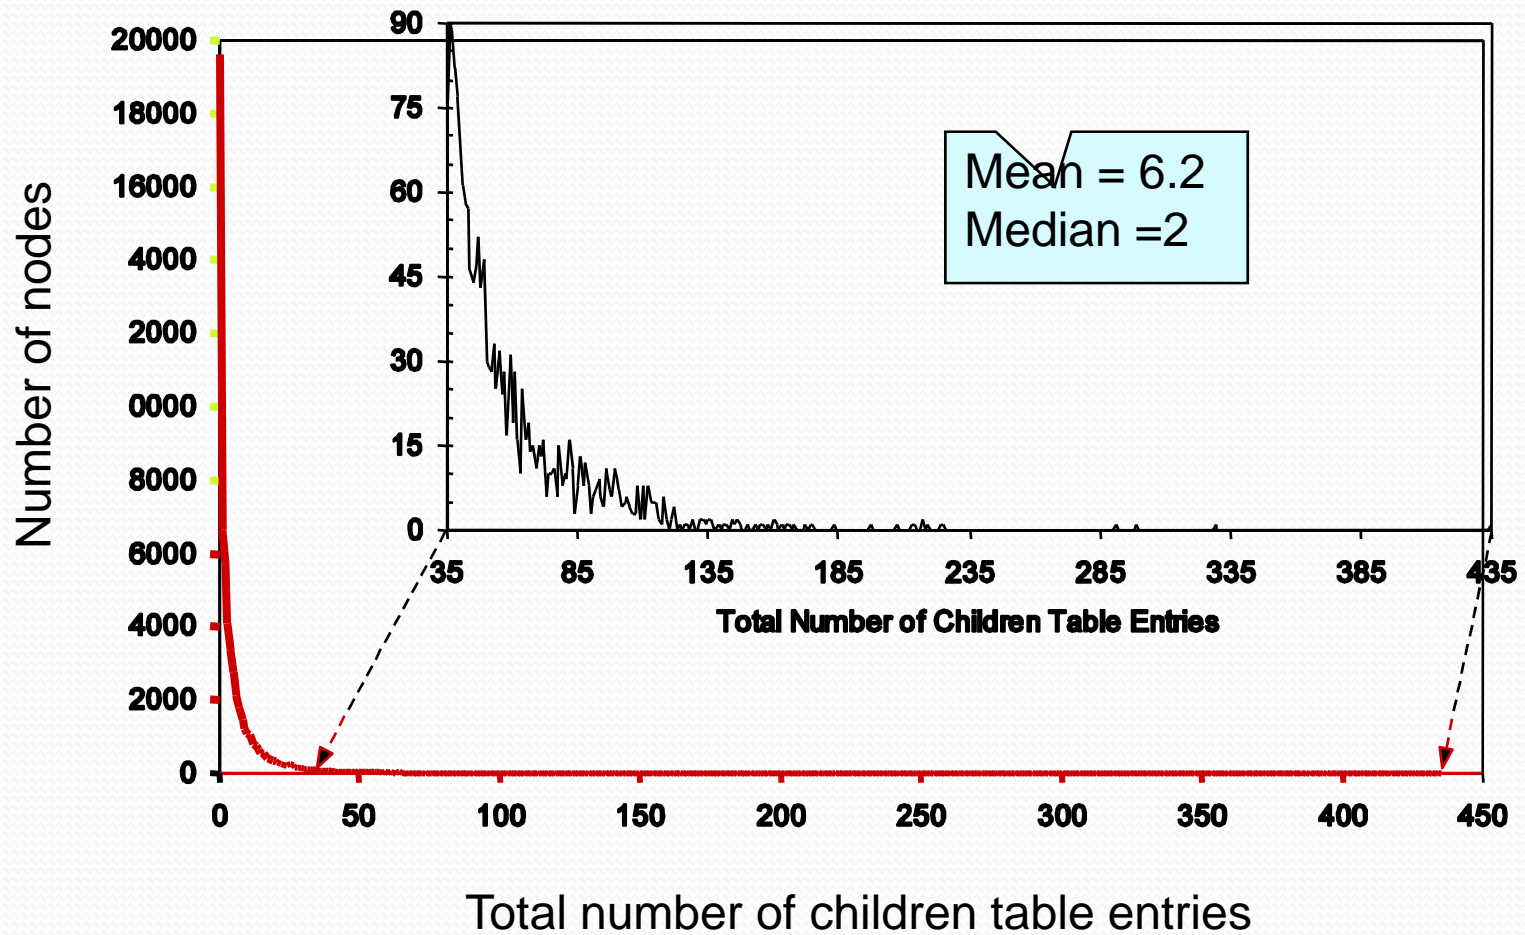 Number of nodes
20000
18000
16000
4000
2000
0000
8000
6000
4000
2000
0
0 50 100 150 200 250 300 350 400 450
Total number of children table entries
90
75
60
45
30
15
0
35 85 135 185 235 285 335 385 435
Total Number of Children Table Entries
Mean = 6.2
Median =2